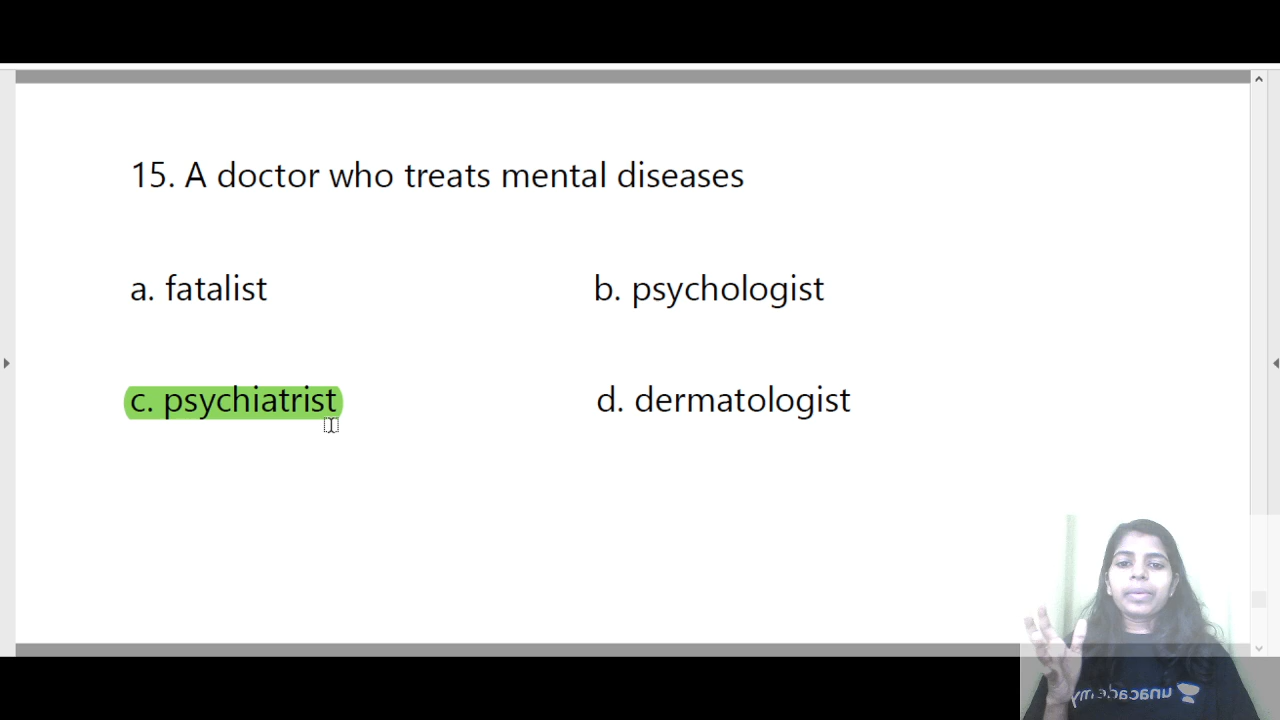 15. A doctor who treats mental diseases
a. fatalist
b. psychologist
c. psychiatrist
d. dermatologist
unacademy